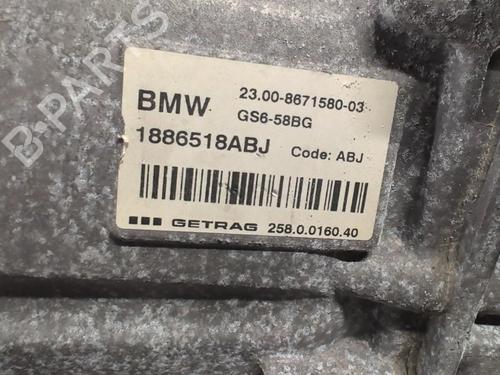 B-PARTS
BMW 23.00-8671580-03
GS6-58BG
1886518ABJ Code: ABJ
GETRAG 258.0.0160.40